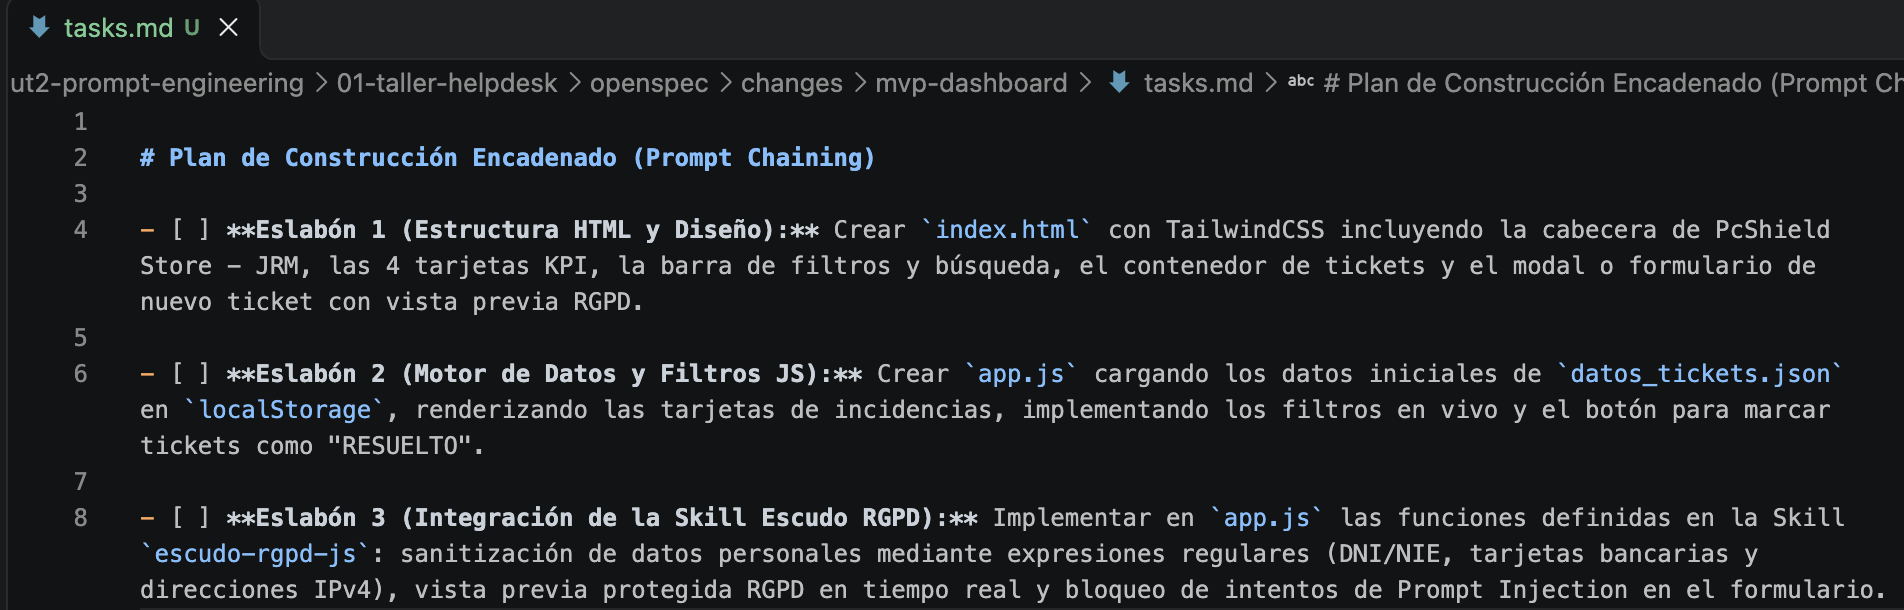 tasks.md U
ut2-prompt-engineering > 01-taller-helpdesk > openspec > changes > mvp-dashboard > tasks.md > abc # Plan de Construcción Encadenado (Prompt Ch
1
2 # Plan de Construcción Encadenado (Prompt Chaining)
3
4 - [ ] **Eslabón 1 (Estructura HTML y Diseño):** Crear `index.html` con TailwindCSS incluyendo la cabecera de PcShield
Store - JRM, las 4 tarjetas KPI, la barra de filtros y búsqueda, el contenedor de tickets y el modal o formulario de
nuevo ticket con vista previa RGPD.
5
6 - [ ] **Eslabón 2 (Motor de Datos y Filtros JS):** Crear `app.js` cargando los datos iniciales de `datos_tickets.json`
en `localStorage`, renderizando las tarjetas de incidencias, implementando los filtros en vivo y el botón para marcar
tickets como "RESUELTO".
7
8 - [ ] **Eslabón 3 (Integración de la Skill Escudo RGPD):** Implementar en `app.js` las funciones definidas en la Skill
`escudo-rgpd-js`: sanitización de datos personales mediante expresiones regulares (DNI/NIE, tarjetas bancarias y
direcciones IPv4), vista previa protegida RGPD en tiempo real y bloqueo de intentos de Prompt Injection en el formulario.